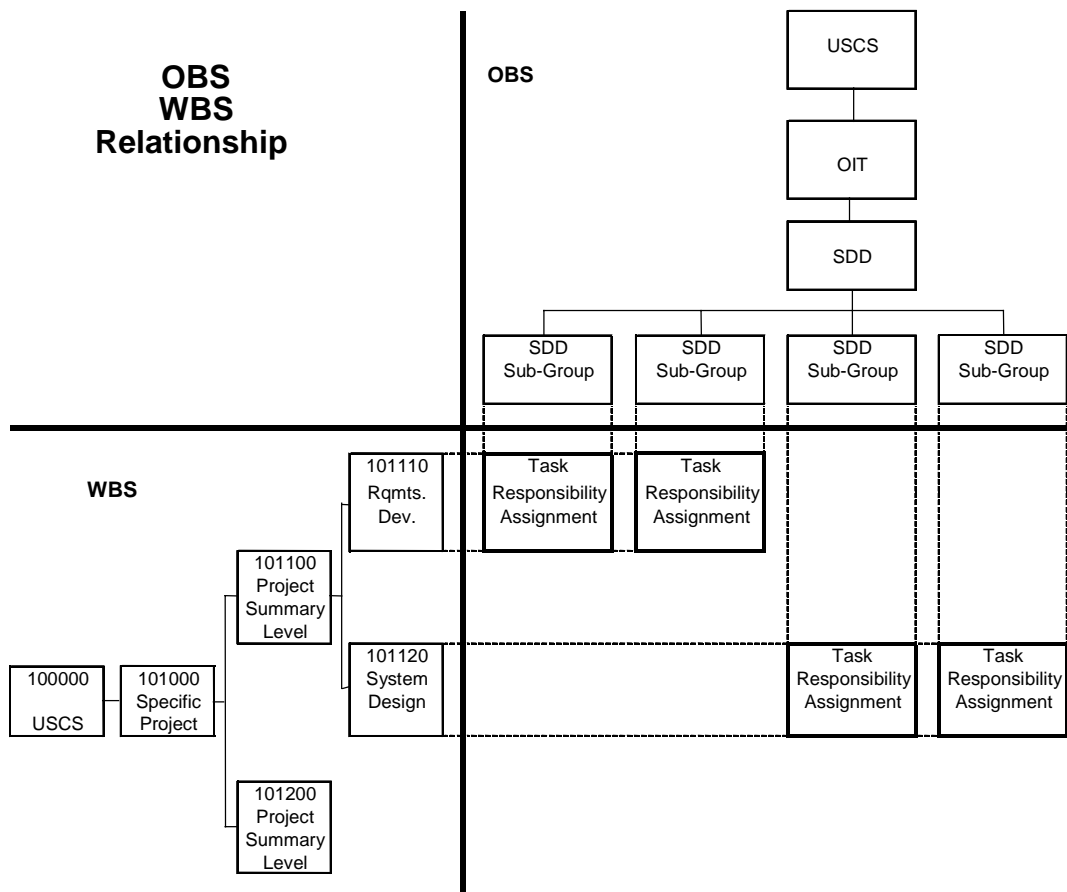 OBS
WBS
Relationship
OBS
USCS
OIT
SDD
SDD
Sub-Group
SDD
Sub-Group
SDD
Sub-Group
SDD
Sub-Group
WBS
101110
Rqmts.
Dev.
Task
Responsibility
Assignment
Task
Responsibility
Assignment
101100
Project
Summary
Level
100000
USCS
101000
Specific
Project
101120
System
Design
Task
Responsibility
Assignment
Task
Responsibility
Assignment
101200
Project
Summary
Level